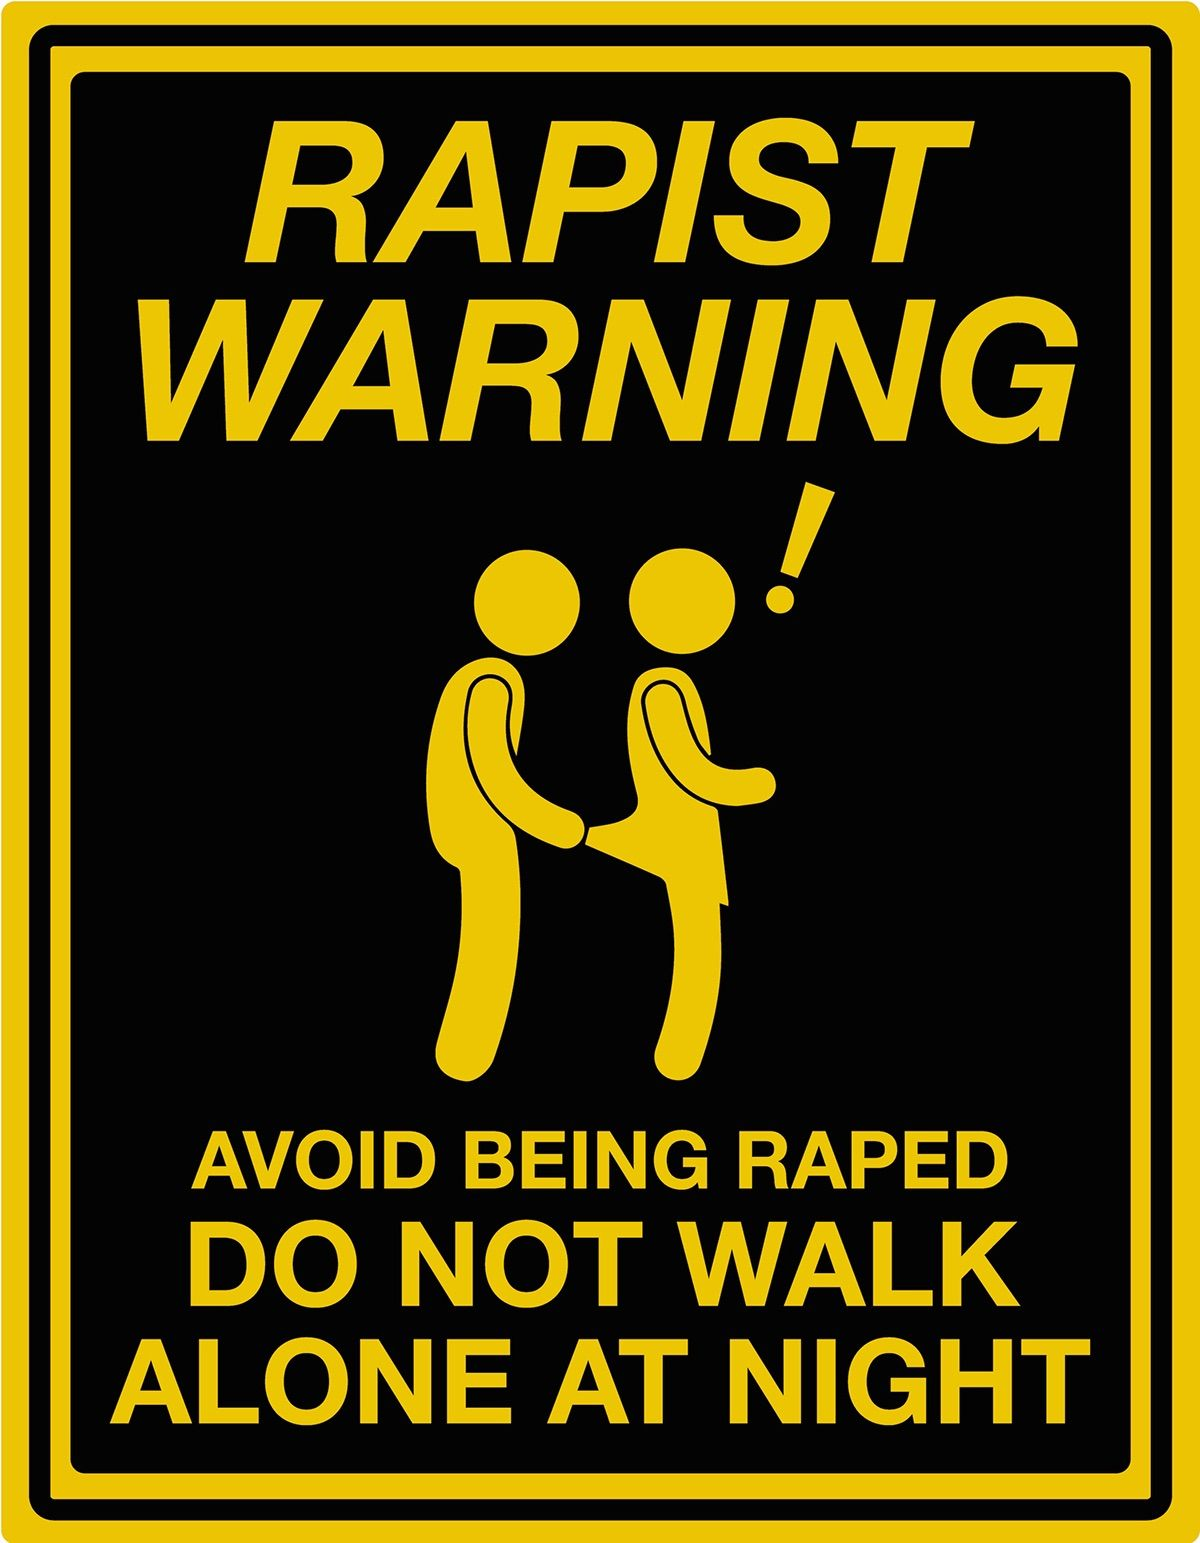 RAPIST
WARNING
!
AVOID BEING RAPED
DO NOT WALK
ALONE AT NIGHT